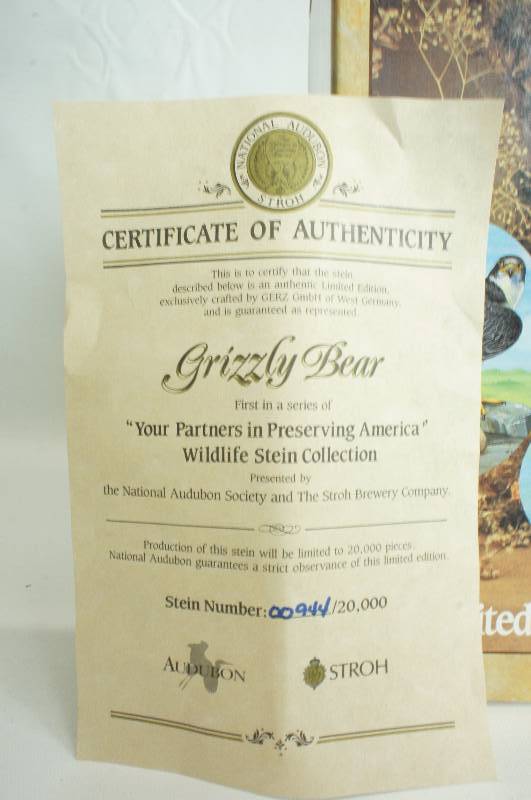 NATIONAL AUDUBON
STROH
CERTIFICATE OF AUTHENTICITY
This is to certify that the stein
described below is an authentic Limited Edition,
exclusively crafted by GERZ GmbH of West Germany,
and is guaranteed as represented.
Grizzly Bear
First in a series of
"Your Partners in Preserving America"
Wildlife Stein Collection
Presented by
the National Audubon Society and The Stroh Brewery Company.
Production of this stein will be limited to 20,000 pieces.
National Audubon guarantees a strict observance of this limited edition.
Stein Number: 00944/20,000
AUDUBON STROH
ited